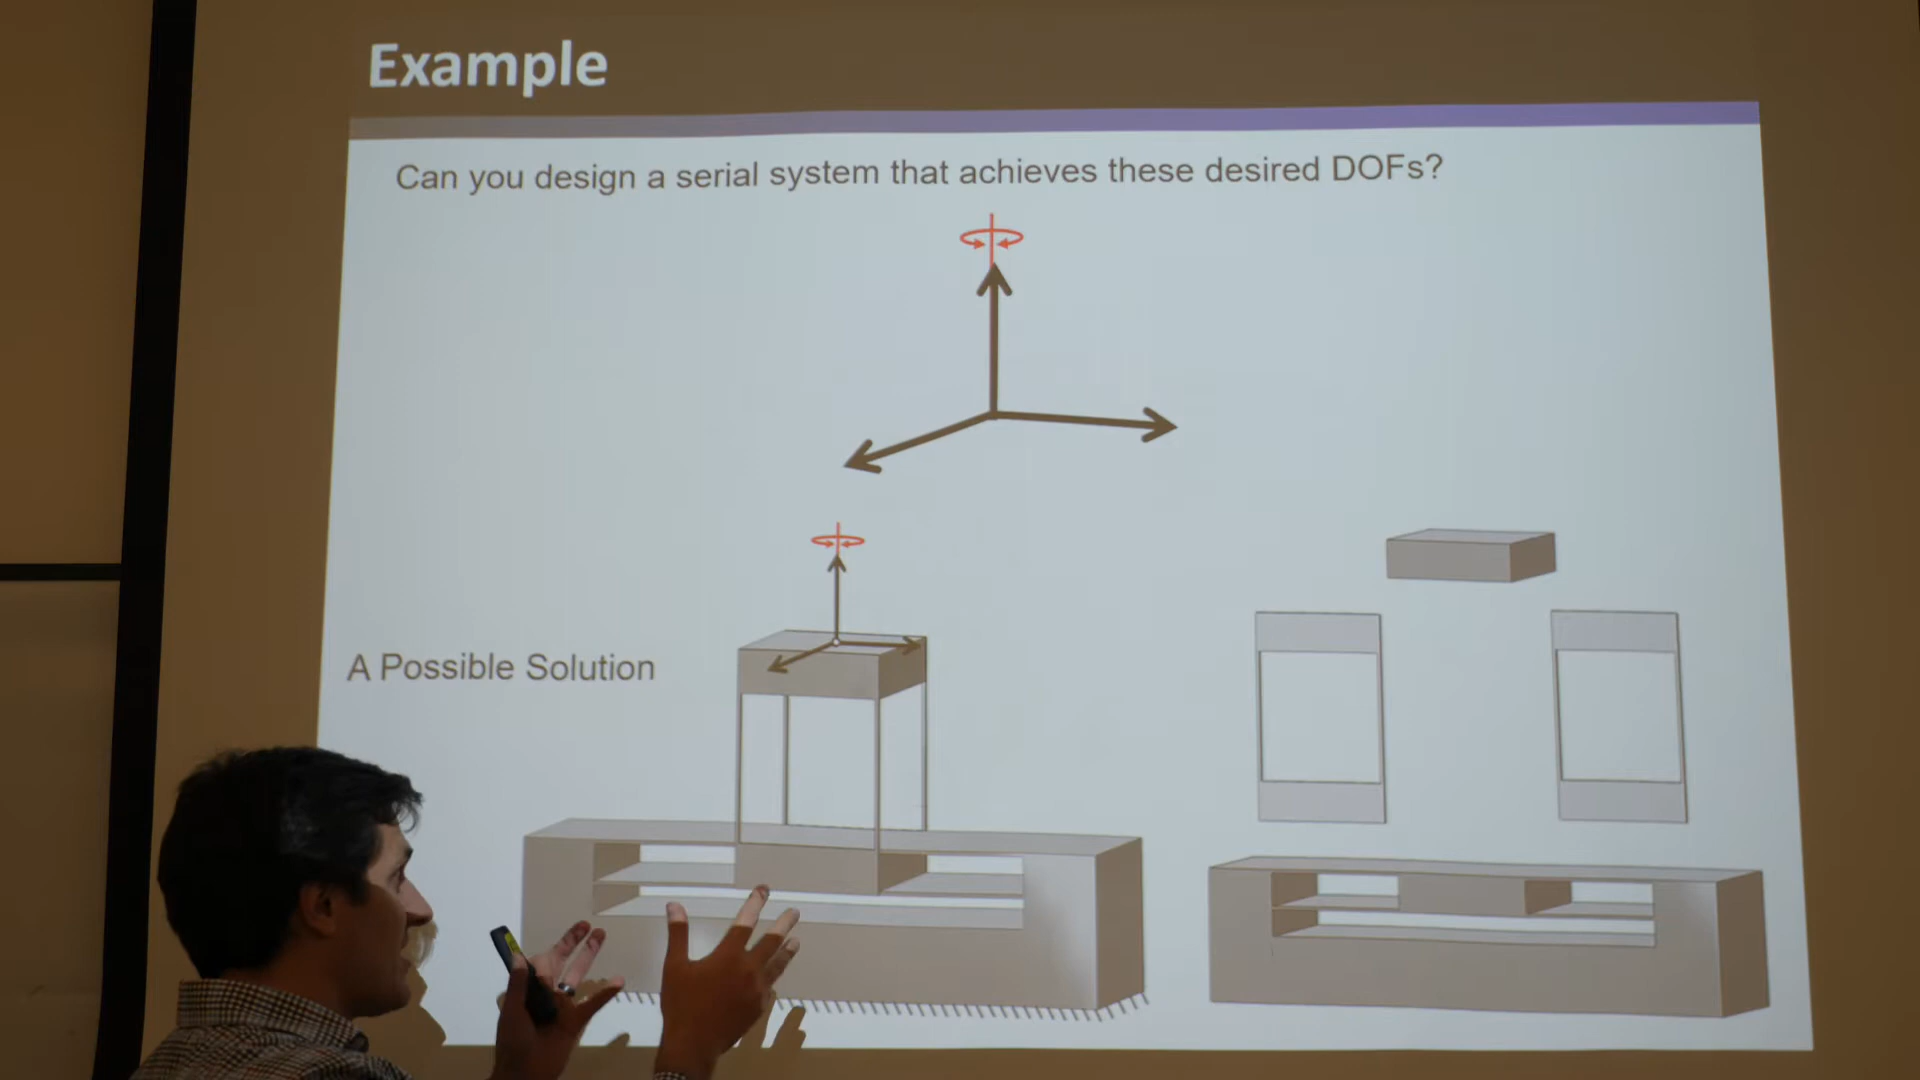 Example
Can you design a serial system that achieves these desired DOFs?
A Possible Solution